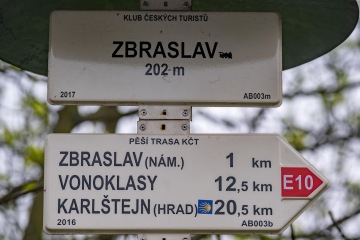 KLUB ČESKÝCH TURISTŮ
ZBRASLAV
202 m
2017 AB003m
PĚŠÍ TRASA KČT
ZBRASLAV (NÁM.) 1 km
VONOKLASY 12,5 km
KARLŠTEJN (HRAD) 20,5 km
E10
2016 AB003b